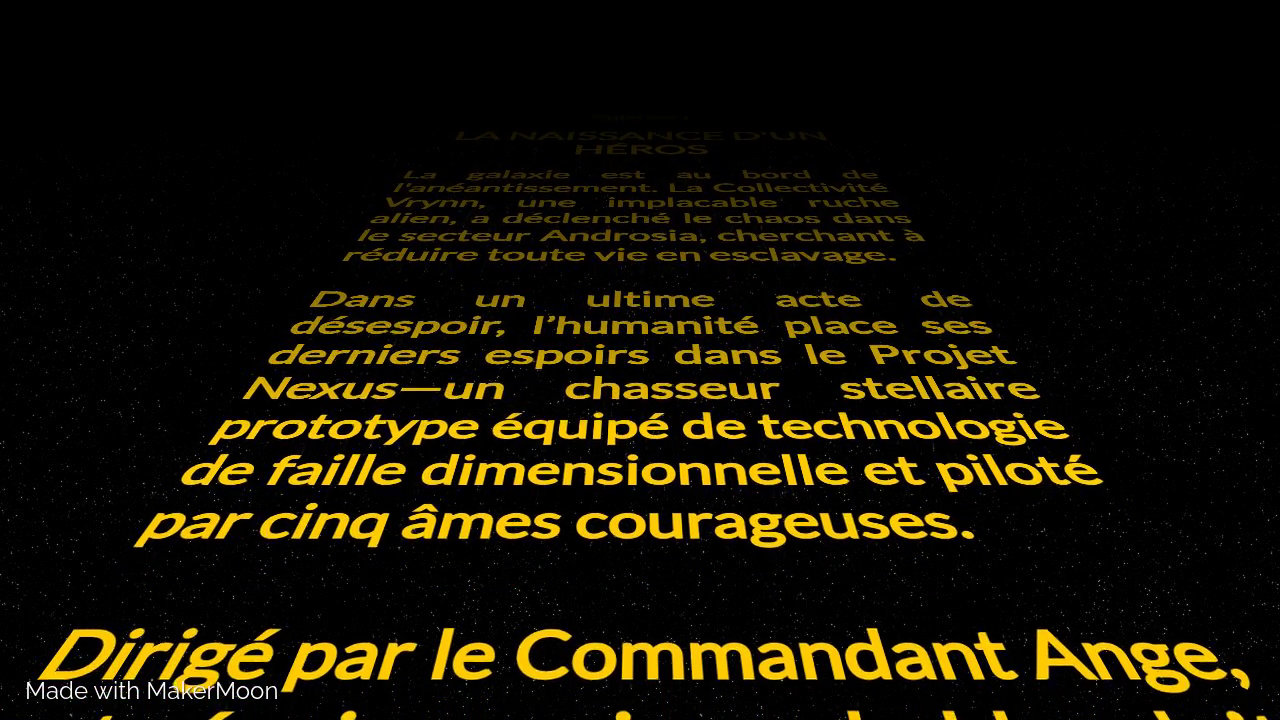 LA NAISSANCE D'UN
HÉROS
La galaxie est au bord de
l'anéantissement. La Collectivité
Vrynn, une implacable ruche
alien, a déclenché le chaos dans
le secteur Androsia, cherchant à
réduire toute vie en esclavage.
Dans un ultime acte de
désespoir, l’humanité place ses
derniers espoirs dans le Projet
Nexus—un chasseur stellaire
prototype équipé de technologie
de faille dimensionnelle et piloté
par cinq âmes courageuses.
Dirigé par le Commandant Ange,
Made with MakerMoon